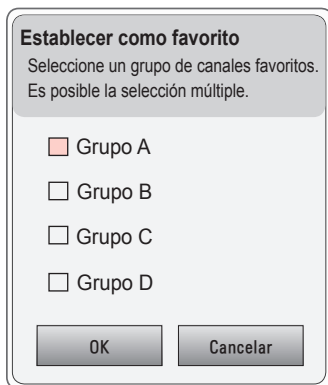 Establecer como favorito
Seleccione un grupo de canales favoritos.
Es posible la selección múltiple.
Grupo A
Grupo B
Grupo C
Grupo D
OK Cancelar